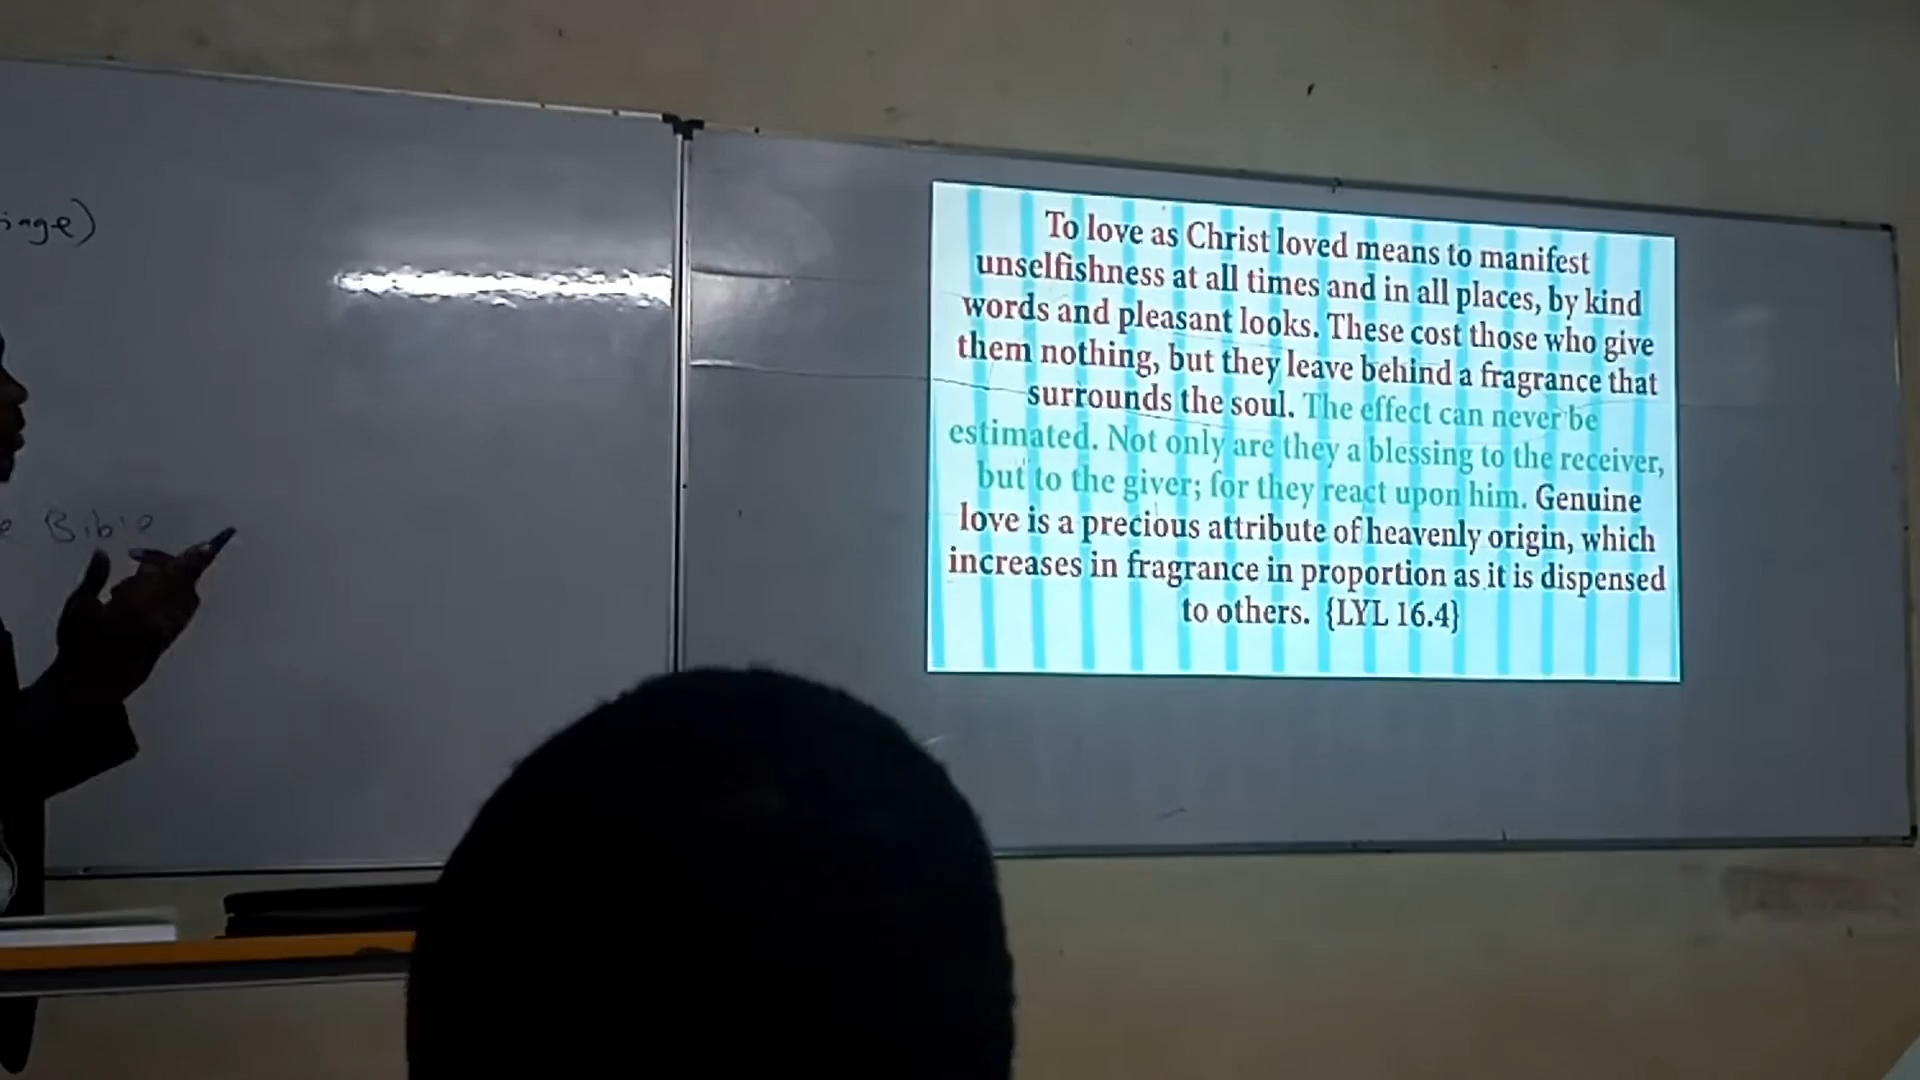 Bible
To love as Christ loved means to manifest
unselfishness at all times and in all places, by kind
words and pleasant looks. These cost those who give
them nothing, but they leave behind a fragrance that
surrounds the soul. The effect can never be
estimated. Not only are they a blessing to the receiver,
but to the giver; for they react upon him. Genuine
love is a precious attribute of heavenly origin, which
increases in fragrance in proportion as it is dispensed
to others. {LYL 16.4}